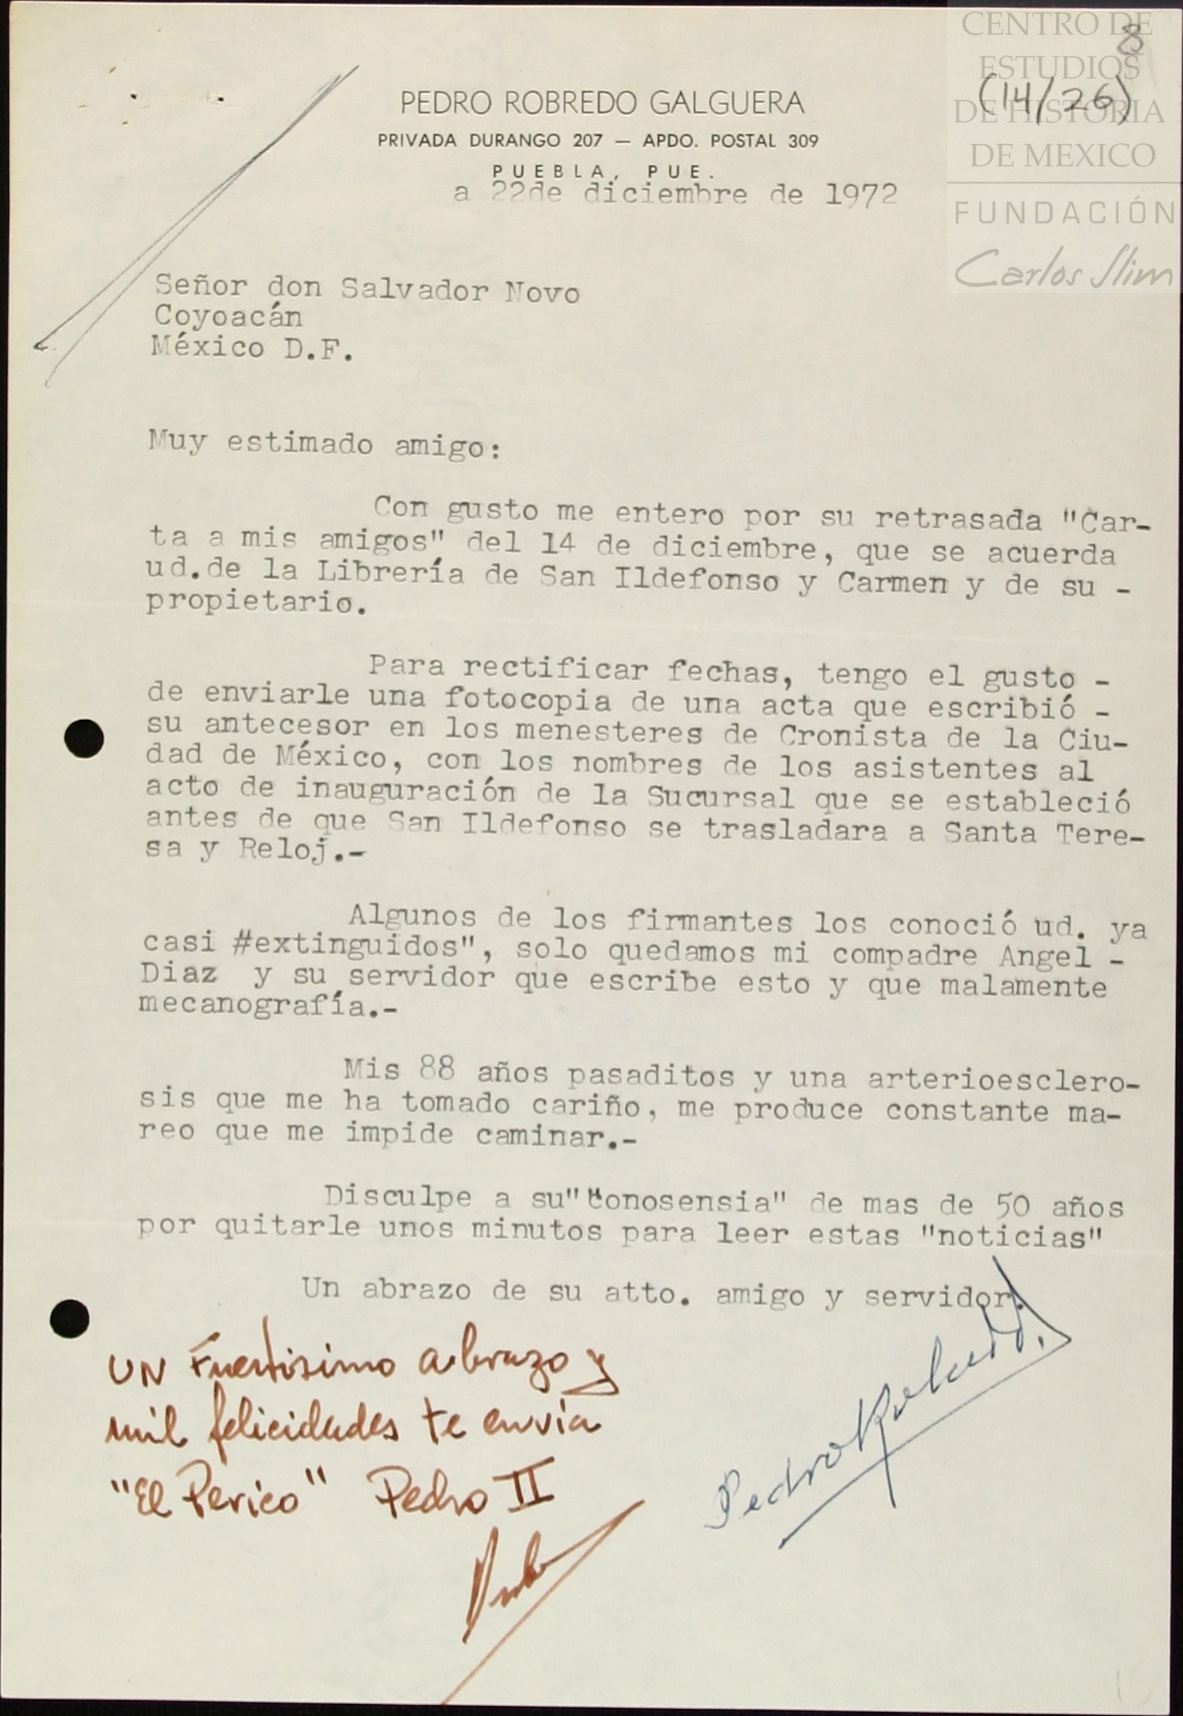 CENTRO DE
ESTUDIOS
DE HISTORIA
DE MEXICO
FUNDACIÓN
Carlos Slim
8
(14/26)
PEDRO ROBREDO GALGUERA
PRIVADA DURANGO 207 — APDO. POSTAL 309
PUEBLA, PUE.
a 22de diciembre de 1972
Señor don Salvador Novo
Coyoacán
México D.F.
Muy estimado amigo:
Con gusto me entero por su retrasada "Car-
ta a mis amigos" del 14 de diciembre, que se acuerda
ud.de la Librería de San Ildefonso y Carmen y de su -
propietario.
Para rectificar fechas, tengo el gusto -
de enviarle una fotocopia de una acta que escribió -
su antecesor en los menesteres de Cronista de la Ciu-
dad de México, con los nombres de los asistentes al
acto de inauguración de la Sucursal que se estableció
antes de que San Ildefonso se trasladara a Santa Tere-
sa y Reloj.-
Algunos de los firmantes los conoció ud. ya
casi #extinguidos", solo quedamos mi compadre Angel -
Diaz y su servidor que escribe esto y que malamente
mecanografía.-
Mis 88 años pasaditos y una arterioesclero-
sis que me ha tomado cariño, me produce constante ma-
reo que me impide caminar.-
Disculpe a su "conosensia" de mas de 50 años
por quitarle unos minutos para leer estas "noticias"
Un abrazo de su atto. amigo y servidor.
UN Fuertisimo abrazo y
mil felicidades te envía
"El Perico" Pedro II
Pedro Robredo.